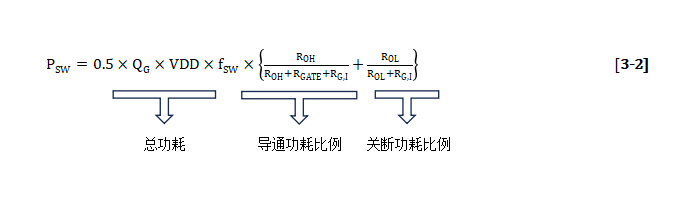 P_SW = 0.5 × Q_G × VDD × f_SW × { R_OH / (R_OH+R_GATE+R_G,I) + R_OL / (R_OL+R_G,I) } [3-2]
总功耗 导通功耗比例 关断功耗比例